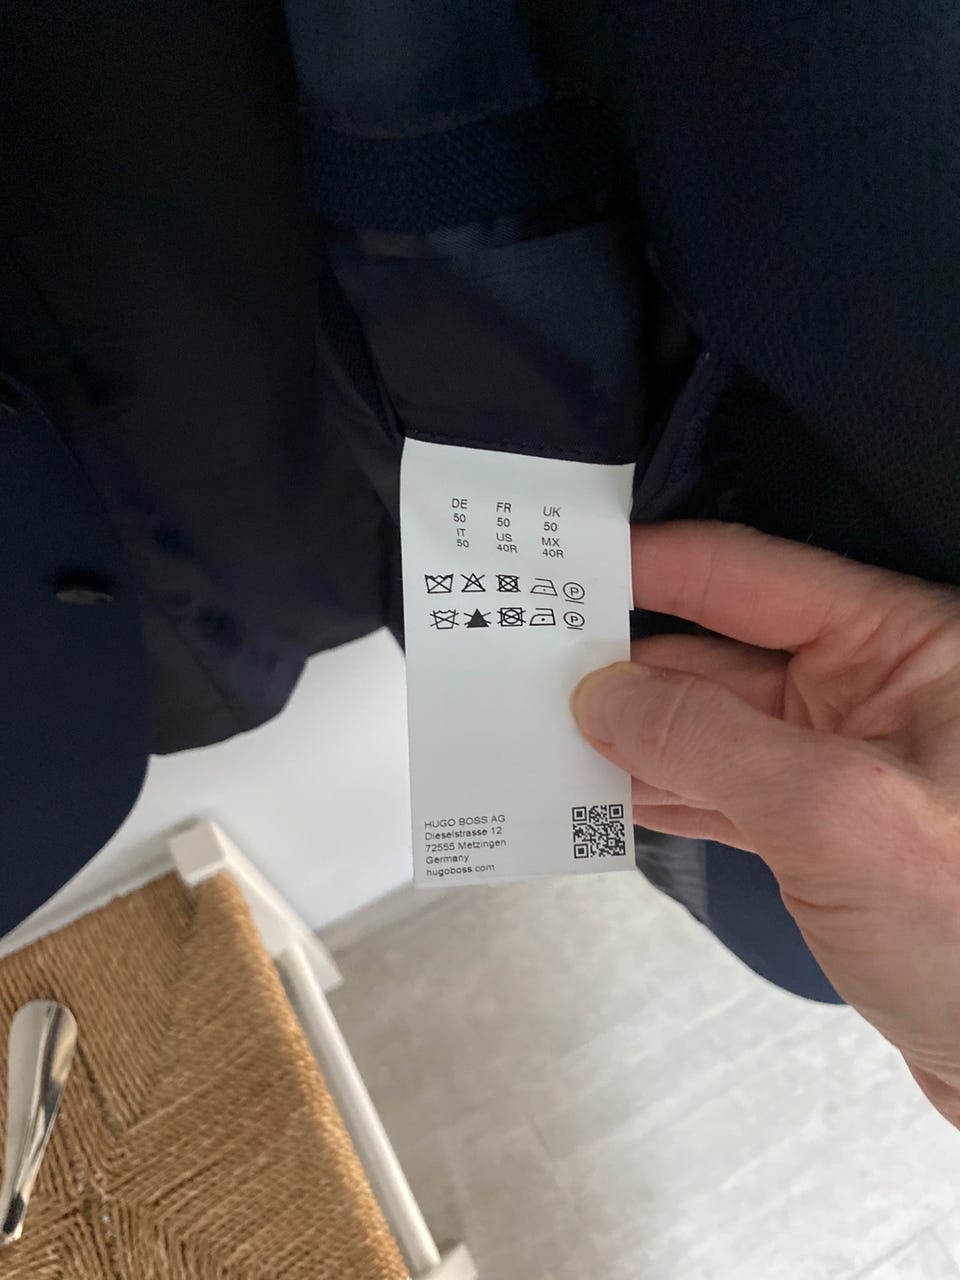 DE FR UK
50 50 50
IT US MX
50 40R 40R
P
P
HUGO BOSS AG
Dieselstrasse 12
72555 Metzingen
Germany
hugoboss.com